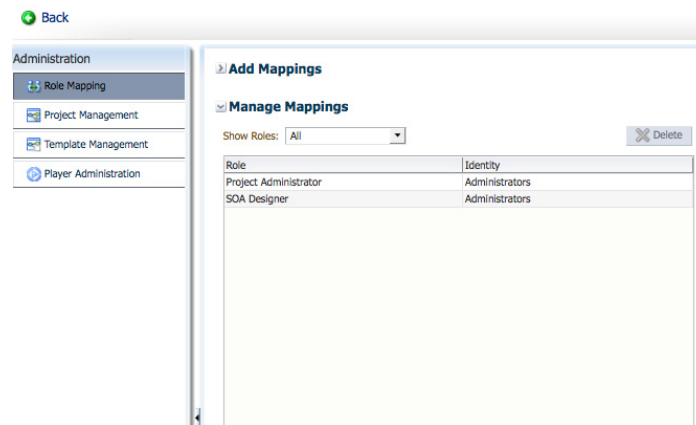 Back
Administration
Role Mapping
Project Management
Template Management
Player Administration
Add Mappings
Manage Mappings
Show Roles: All
Delete
Role Identity
Project Administrator Administrators
SOA Designer Administrators